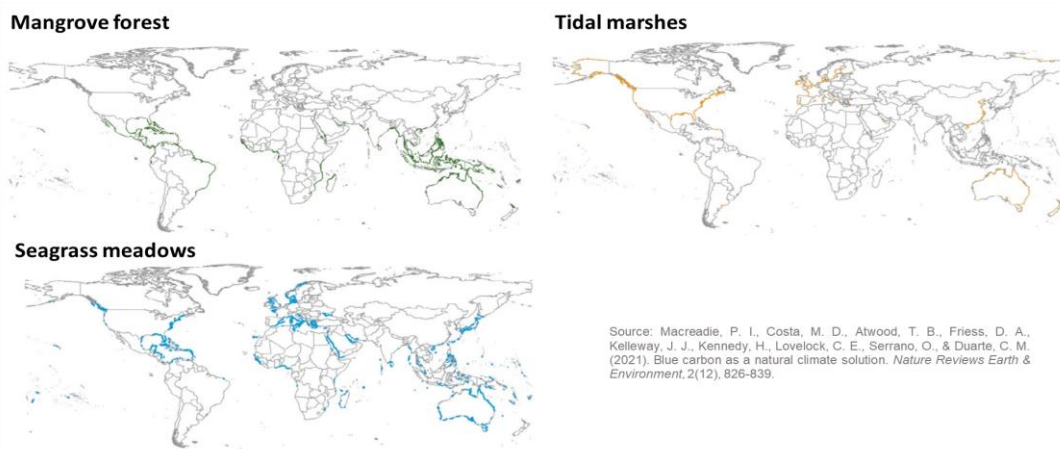 Mangrove forest
Tidal marshes
Seagrass meadows
Source: Macreadie, P. I., Costa, M. D., Atwood, T. B., Friess, D. A.,
Kelleway, J. J., Kennedy, H., Lovelock, C. E., Serrano, O., & Duarte, C. M.
(2021). Blue carbon as a natural climate solution. Nature Reviews Earth &
Environment, 2(12), 826-839.